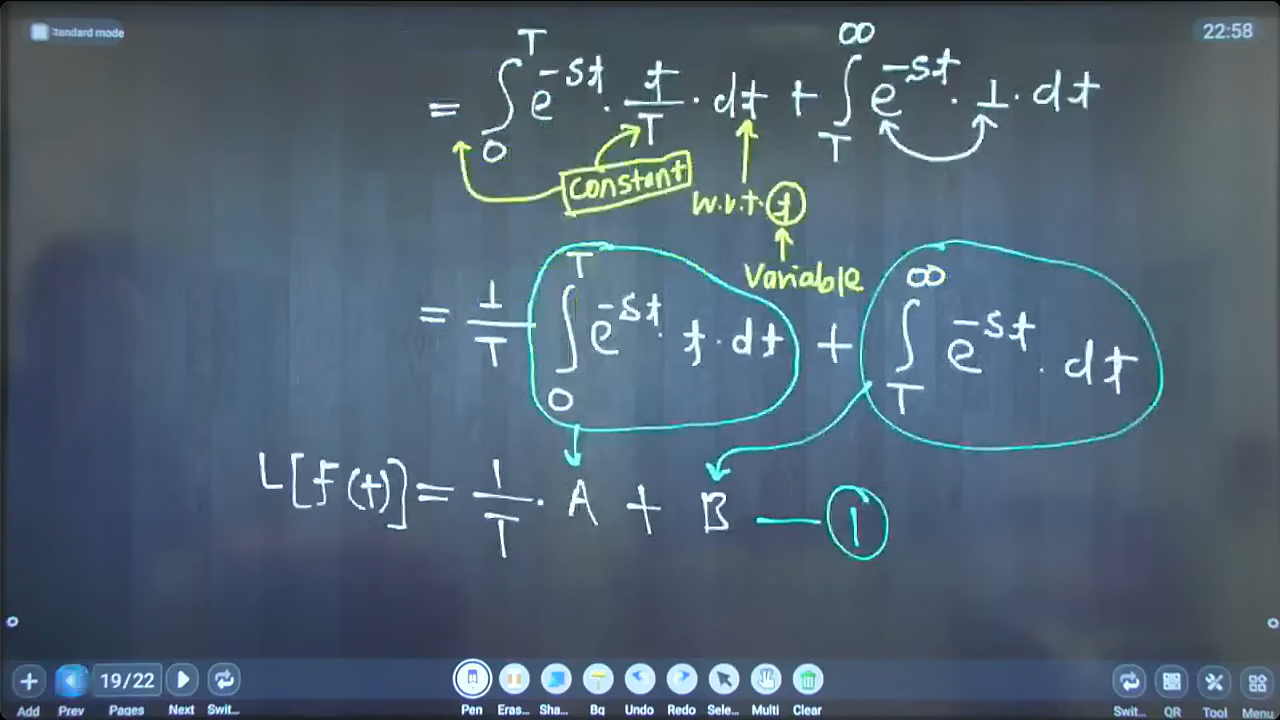 Standard mode
22:58
= ∫₀ᵀ e^{-st} · t/T · dt + ∫_T^∞ e^{-st} · 1 · dt
Constant
w.r.t. t
Variable
= 1/T ∫₀ᵀ e^{-st} · t · dt + ∫_T^∞ e^{-st} · dt
L[f(t)] = 1/T · A + B — 1
19/22
Add Prev Pages Next Swit... Pen Eras... Sha... Bg Undo Redo Sele... Multi Clear Swit... QR Tool Menu